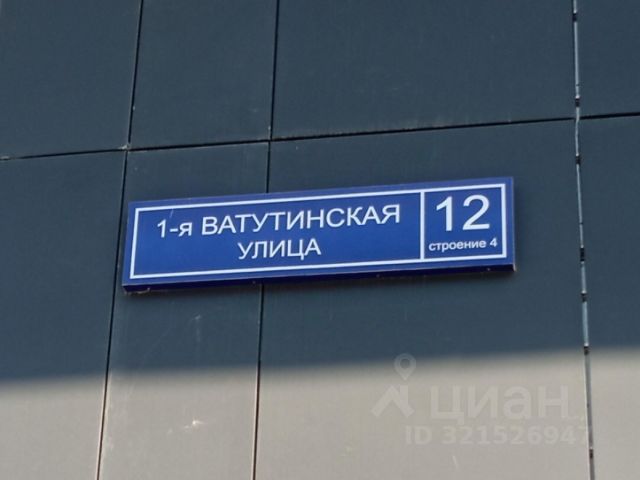 1-я ВАТУТИНСКАЯ
УЛИЦА
12
строение 4
циан
ID 321526947